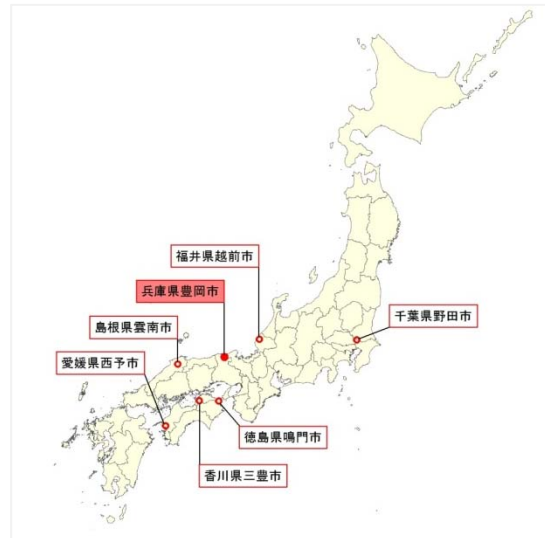 福井県越前市
兵庫県豊岡市
千葉県野田市
島根県雲南市
愛媛県西予市
徳島県鳴門市
香川県三豊市